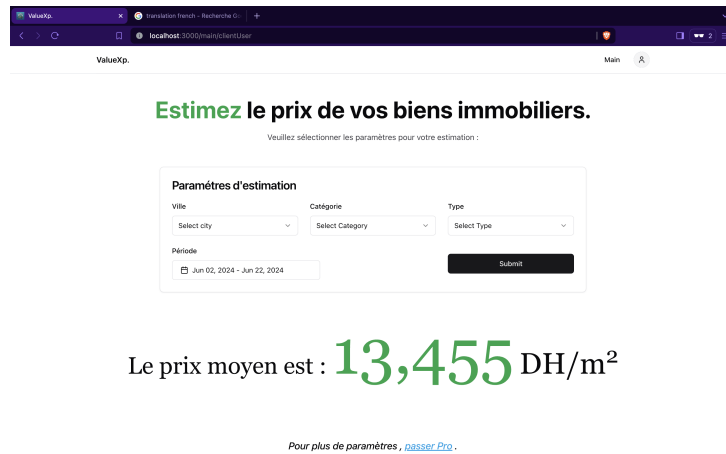 ValueXp.
translation french - Recherche Go
localhost:3000/main/clientUser
2
ValueXp.
Main
Estimez le prix de vos biens immobiliers.
Veuillez sélectionner les paramètres pour votre estimation :
Paramétres d'estimation
Ville
Catégorie
Type
Select city
Select Category
Select Type
Période
Jun 02, 2024 - Jun 22, 2024
Submit
Le prix moyen est : 13,455 DH/m²
Pour plus de paramètres , passer Pro .